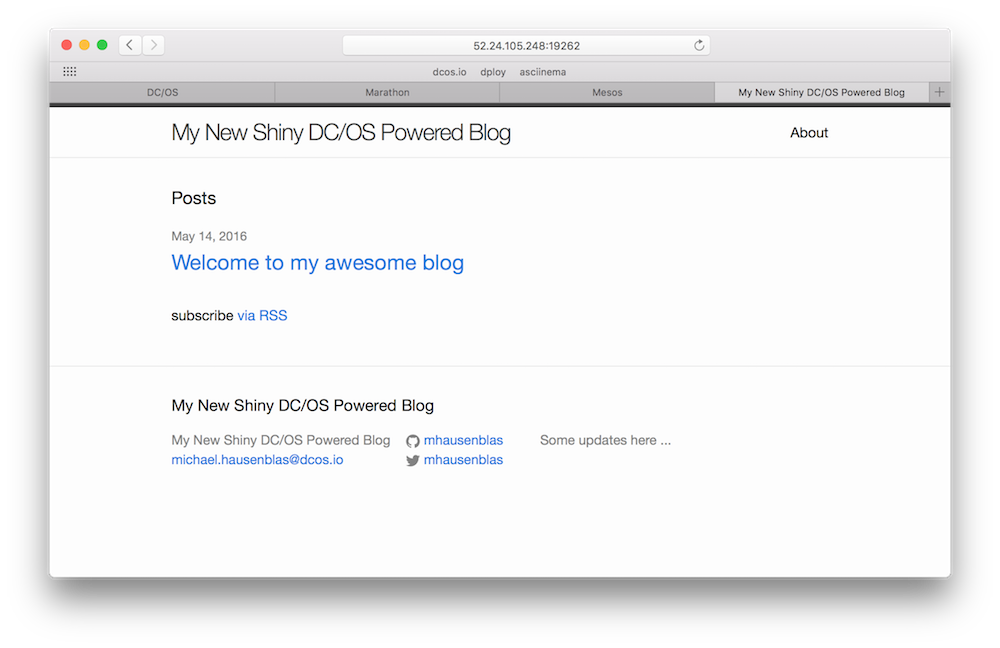 52.24.105.248:19262
dcos.io dploy asciinema
DC/OS Marathon Mesos My New Shiny DC/OS Powered Blog
My New Shiny DC/OS Powered Blog About
Posts
May 14, 2016
Welcome to my awesome blog
subscribe via RSS
My New Shiny DC/OS Powered Blog
My New Shiny DC/OS Powered Blog mhausenblas Some updates here ...
michael.hausenblas@dcos.io mhausenblas